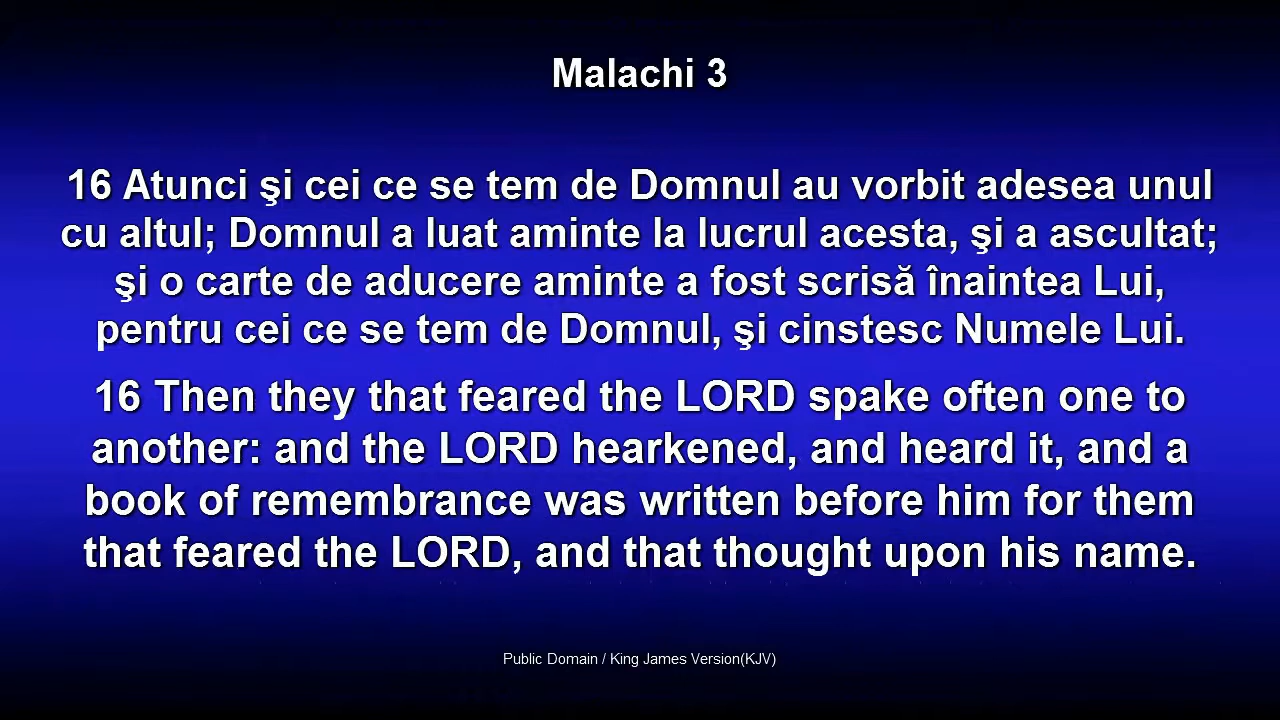 Malachi 3
16 Atunci şi cei ce se tem de Domnul au vorbit adesea unul
cu altul; Domnul a luat aminte la lucrul acesta, şi a ascultat;
şi o carte de aducere aminte a fost scrisă înaintea Lui,
pentru cei ce se tem de Domnul, şi cinstesc Numele Lui.
16 Then they that feared the LORD spake often one to
another: and the LORD hearkened, and heard it, and a
book of remembrance was written before him for them
that feared the LORD, and that thought upon his name.
Public Domain / King James Version(KJV)